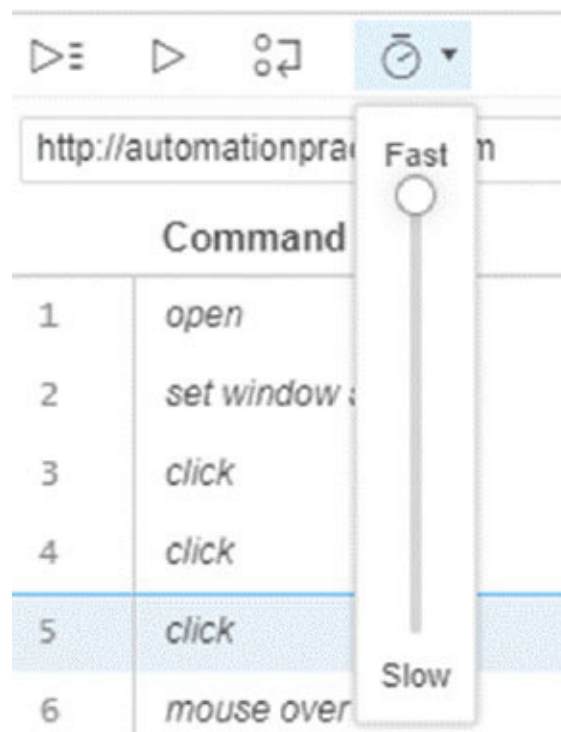 http://automationprac m
Fast
Command
1 open
2 set window
3 click
4 click
5 click
Slow
6 mouse over